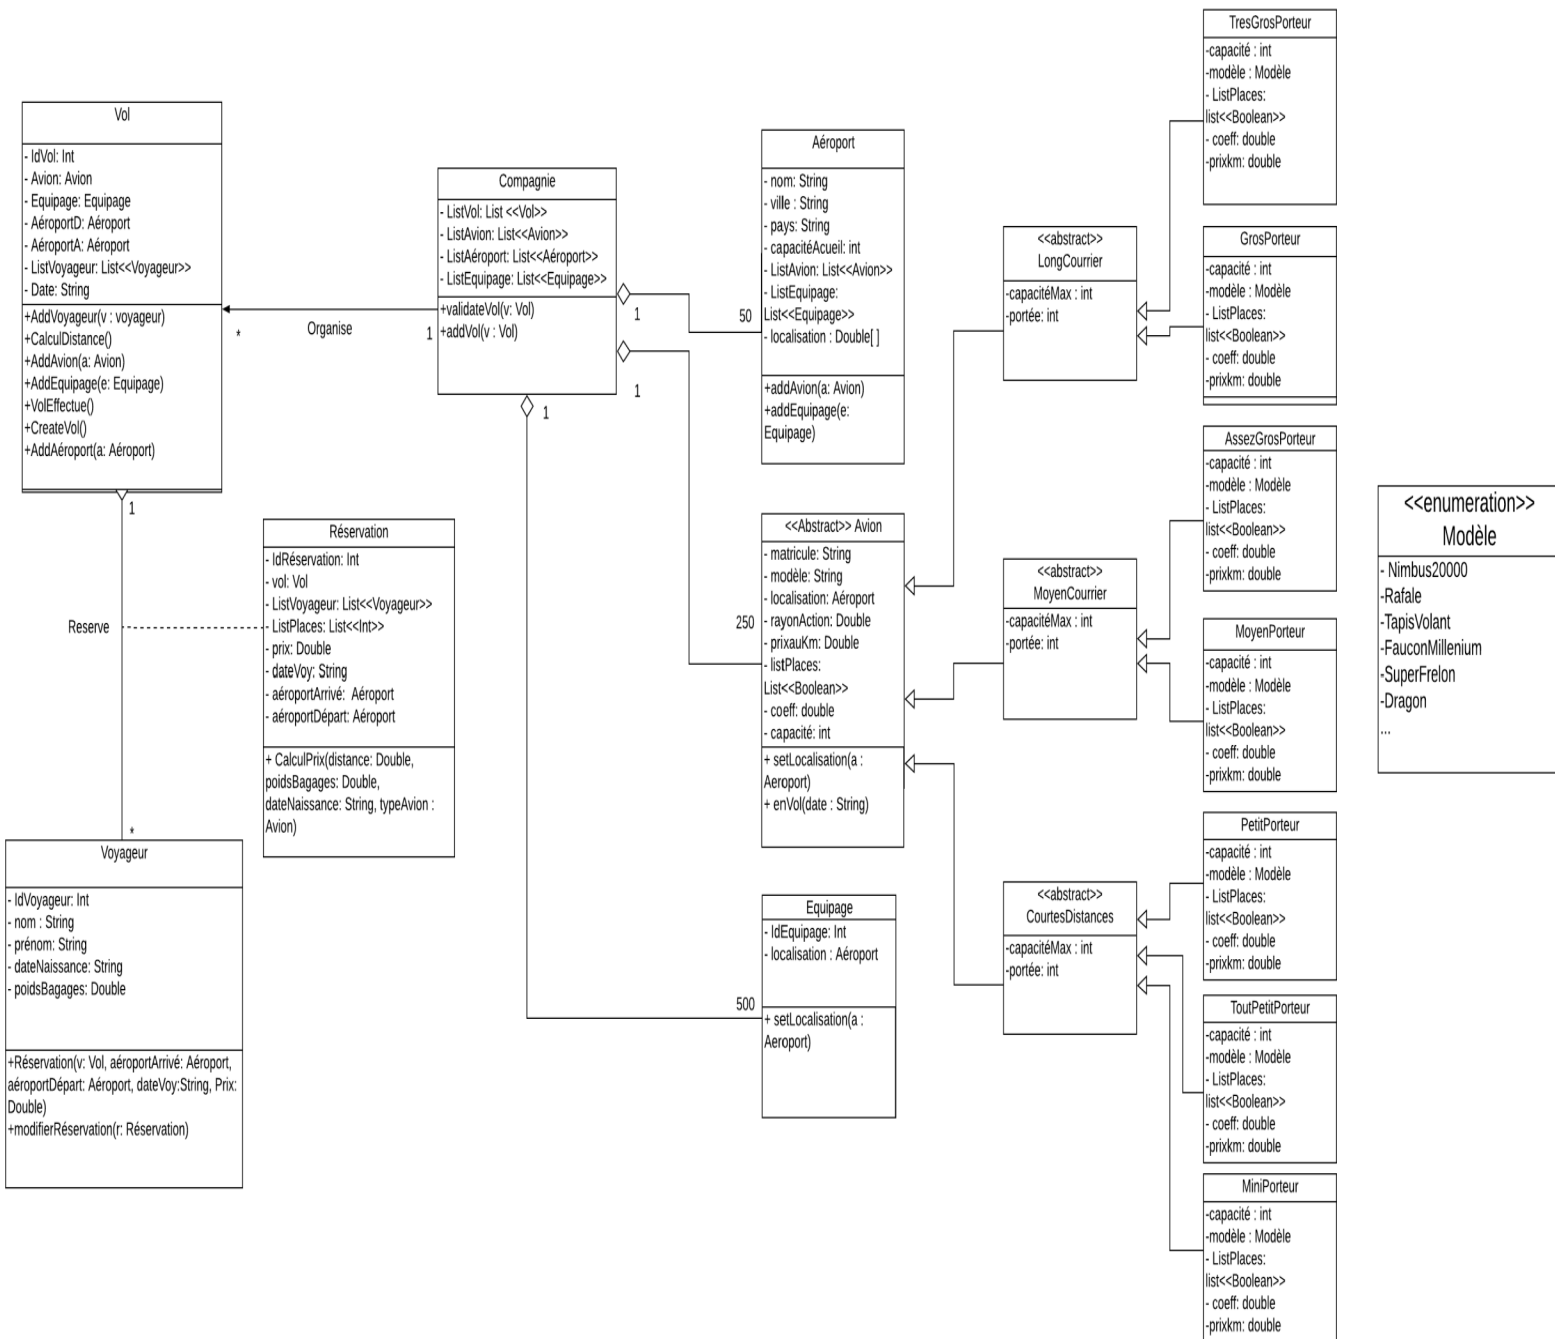 Vol
- IdVol: Int
- Avion: Avion
- Equipage: Equipage
- AéroportD: Aéroport
- AéroportA: Aéroport
- ListVoyageur: List<<Voyageur>>
- Date: String
+AddVoyageur(v : voyageur)
+CalculDistance()
+AddAvion(a: Avion)
+AddEquipage(e: Equipage)
+VolEffectue()
+CreateVol()
+AddAéroport(a: Aéroport)
1
Reserve
*
Voyageur
- IdVoyageur: Int
- nom : String
- prénom: String
- dateNaissance: String
- poidsBagages: Double
+Réservation(v: Vol, aéroportArrivé: Aéroport,
aéroportDépart: Aéroport, dateVoy:String, Prix:
Double)
+modifierRéservation(r: Réservation)
Réservation
- IdRéservation: Int
- vol: Vol
- ListVoyageur: List<<Voyageur>>
- ListPlaces: List<<Int>>
- prix: Double
- dateVoy: String
- aéroportArrivé:  Aéroport
- aéroportDépart: Aéroport
+ CalculPrix(distance: Double,
poidsBagages: Double,
dateNaissance: String, typeAvion :
Avion)
*
Organise
1
Compagnie
- ListVol: List <<Vol>>
- ListAvion: List<<Avion>>
- ListAéroport: List<<Aéroport>>
- ListEquipage: List<<Equipage>>
+validateVol(v: Vol)
+addVol(v : Vol)
1
50
1
250
1
500
Aéroport
- nom: String
- ville : String
- pays: String
- capacitéAcueil: int
- ListAvion: List<<Avion>>
- ListEquipage:
List<<Equipage>>
- localisation : Double[ ]
+addAvion(a: Avion)
+addEquipage(e:
Equipage)
<<Abstract>> Avion
- matricule: String
- modèle: String
- localisation: Aéroport
- rayonAction: Double
- prixauKm: Double
- listPlaces:
List<<Boolean>>
- coeff: double
- capacité: int
+ setLocalisation(a :
Aeroport)
+ enVol(date : String)
Equipage
- IdEquipage: Int
- localisation : Aéroport
+ setLocalisation(a :
Aeroport)
<<abstract>>
LongCourrier
-capacitéMax : int
-portée: int
<<abstract>>
MoyenCourrier
-capacitéMax : int
-portée: int
<<abstract>>
CourtesDistances
-capacitéMax : int
-portée: int
TresGrosPorteur
-capacité : int
-modèle : Modèle
- ListPlaces:
list<<Boolean>>
- coeff: double
-prixkm: double
GrosPorteur
-capacité : int
-modèle : Modèle
- ListPlaces:
list<<Boolean>>
- coeff: double
-prixkm: double
AssezGrosPorteur
-capacité : int
-modèle : Modèle
- ListPlaces:
list<<Boolean>>
- coeff: double
-prixkm: double
MoyenPorteur
-capacité : int
-modèle : Modèle
- ListPlaces:
list<<Boolean>>
- coeff: double
-prixkm: double
PetitPorteur
-capacité : int
-modèle : Modèle
- ListPlaces:
list<<Boolean>>
- coeff: double
-prixkm: double
ToutPetitPorteur
-capacité : int
-modèle : Modèle
- ListPlaces:
list<<Boolean>>
- coeff: double
-prixkm: double
MiniPorteur
-capacité : int
-modèle : Modèle
- ListPlaces:
list<<Boolean>>
- coeff: double
-prixkm: double
<<enumeration>>
Modèle
- Nimbus20000
-Rafale
-TapisVolant
-FauconMillenium
-SuperFrelon
-Dragon
...